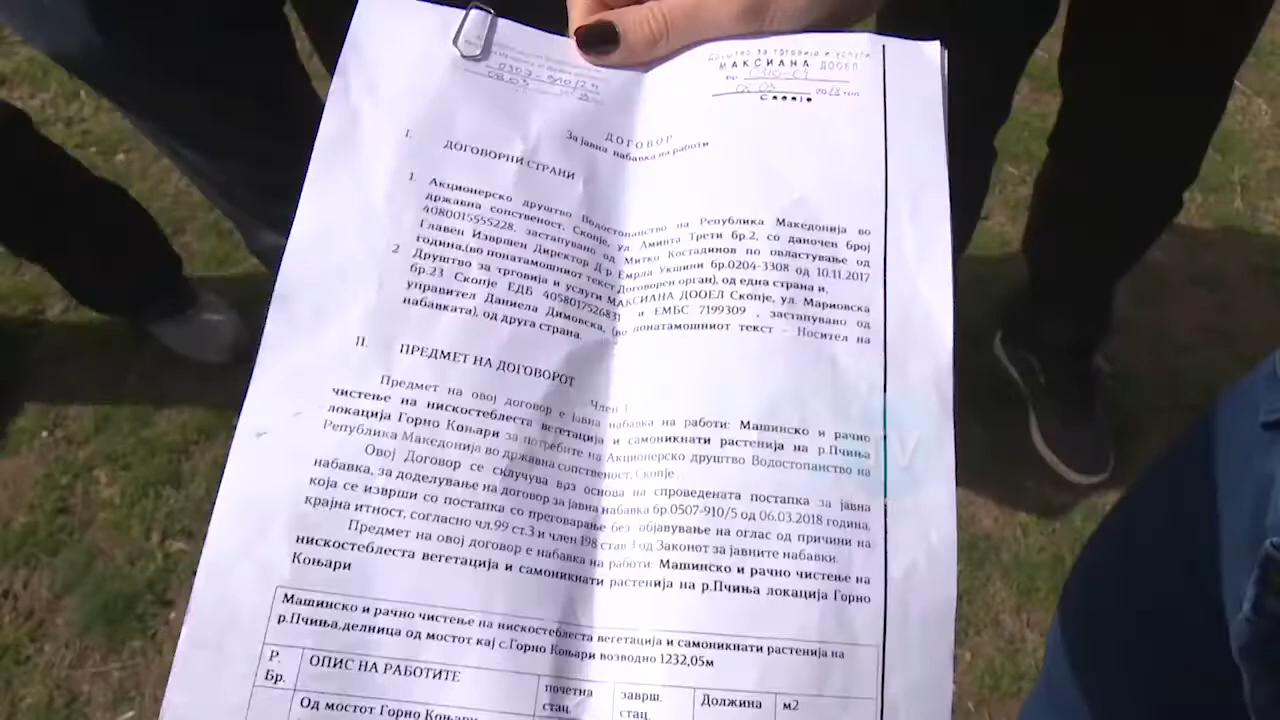 0307-910/24
08.03
Друштво за трговија и услуги
МАКСИАНА ДООЕЛ
0310-04
2018 год.
Скопје
ДОГОВОР
За јавна набавка на работи
I. ДОГОВОРНИ СТРАНИ
1. Акционерско друштво Водостопанство на Република Македонија во
државна сопственост, Скопје, ул. Аминта Трети бр.2, со даночен број
4080015555228, застапувано од Митко Костадинов по овластување од
Главен Извршен Директор Д-р Емрла Укшини бр.0204-3308 од 10.11.2017
година,(во понатамошниот текст Договорен орган), од една страна и,
2 Друштво за трговија и услуги МАКСИАНА ДООЕЛ Скопје, ул. Мариовска
бр.23 Скопје ЕДБ и ЕМБС 7199309 , застапувано од
управител Даниела Димовска, (во понатамошниот текст - Носител на
набавката), од друга страна.
II. ПРЕДМЕТ НА ДОГОВОРОТ
Член 1
Предмет на овој договор е јавна набавка на работи: Машинско и рачно
чистење на нискостеблеста вегетација и самоникнати растенија на р.Пчиња
локација Горно Коњари за потребите на Акционерско друштво Водостопанство на
Република Македонија во државна сопственост, Скопје .
Овој Договор се склучува врз основа на спроведената постапка за јавна
набавка, за доделување на договор за јавна набавка бр.0507-910/5 од 06.03.2018 година,
која се изврши со постапка со преговарање без објавување на оглас од причини на
крајна итност, согласно чл.99 ст.3 и член 198 став 3 од Законот за јавните набавки.
Предмет на овој договор е набавка на работи: Машинско и рачно чистење на
нискостеблеста вегетација и самоникнати растенија на р.Пчиња локација Горно
Коњари
Машинско и рачно чистење на нискостеблеста вегетација и самоникнати растенија на
р.Пчиња,делница од мостот кај с.Горно Коњари возводно 1232,05м
Р. Бр. ОПИС НА РАБОТИТЕ почетна стац. заврш. стац. Должина м2
Од мостот Горно Коњари